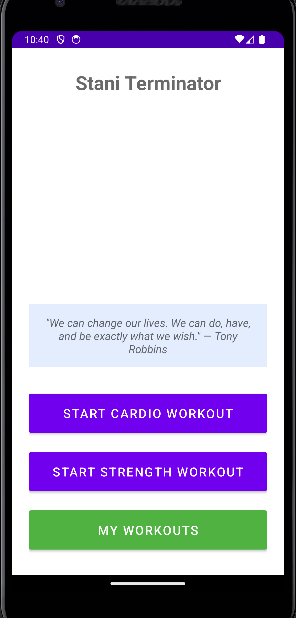 10:40
Stani Terminator
"We can change our lives. We can do, have,
and be exactly what we wish." — Tony
Robbins
START CARDIO WORKOUT
START STRENGTH WORKOUT
MY WORKOUTS